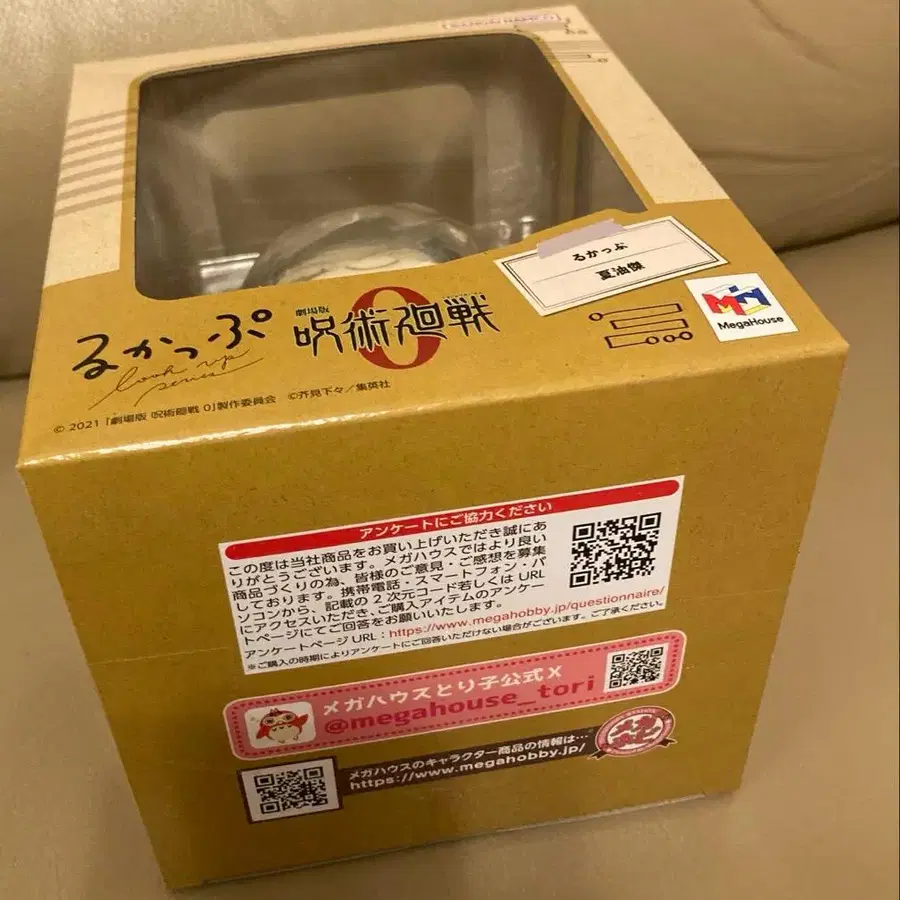 るかっぷ
夏油傑
MegaHouse
るかっぷ
look up
series
劇場版
呪術廻戦
0
© 2021「劇場版 呪術廻戦 0」製作委員会 ©芥見下々／集英社
アンケートにご協力ください
この度は当社商品をお買い上げいただき誠にあ
りがとうございます。メガハウスではより良い
商品づくりの為、皆様のご意見・ご感想を募集
しております。携帯電話・スマートフォン・パ
ソコンから、記載の 2 次元コード若しくは URL
にアクセスいただき、ご購入アイテムのアンケー
トページにてご回答をお願いいたします。
アンケートページ URL：https://www.megahobby.jp/questionnaire/
※ご購入の時期によりアンケートにご回答いただけない場合がございます。ご了承ください。
メガハウスとり子公式 X
@megahouse_tori
メガハウスのキャラクター商品の情報は…
https://www.megahobby.jp/